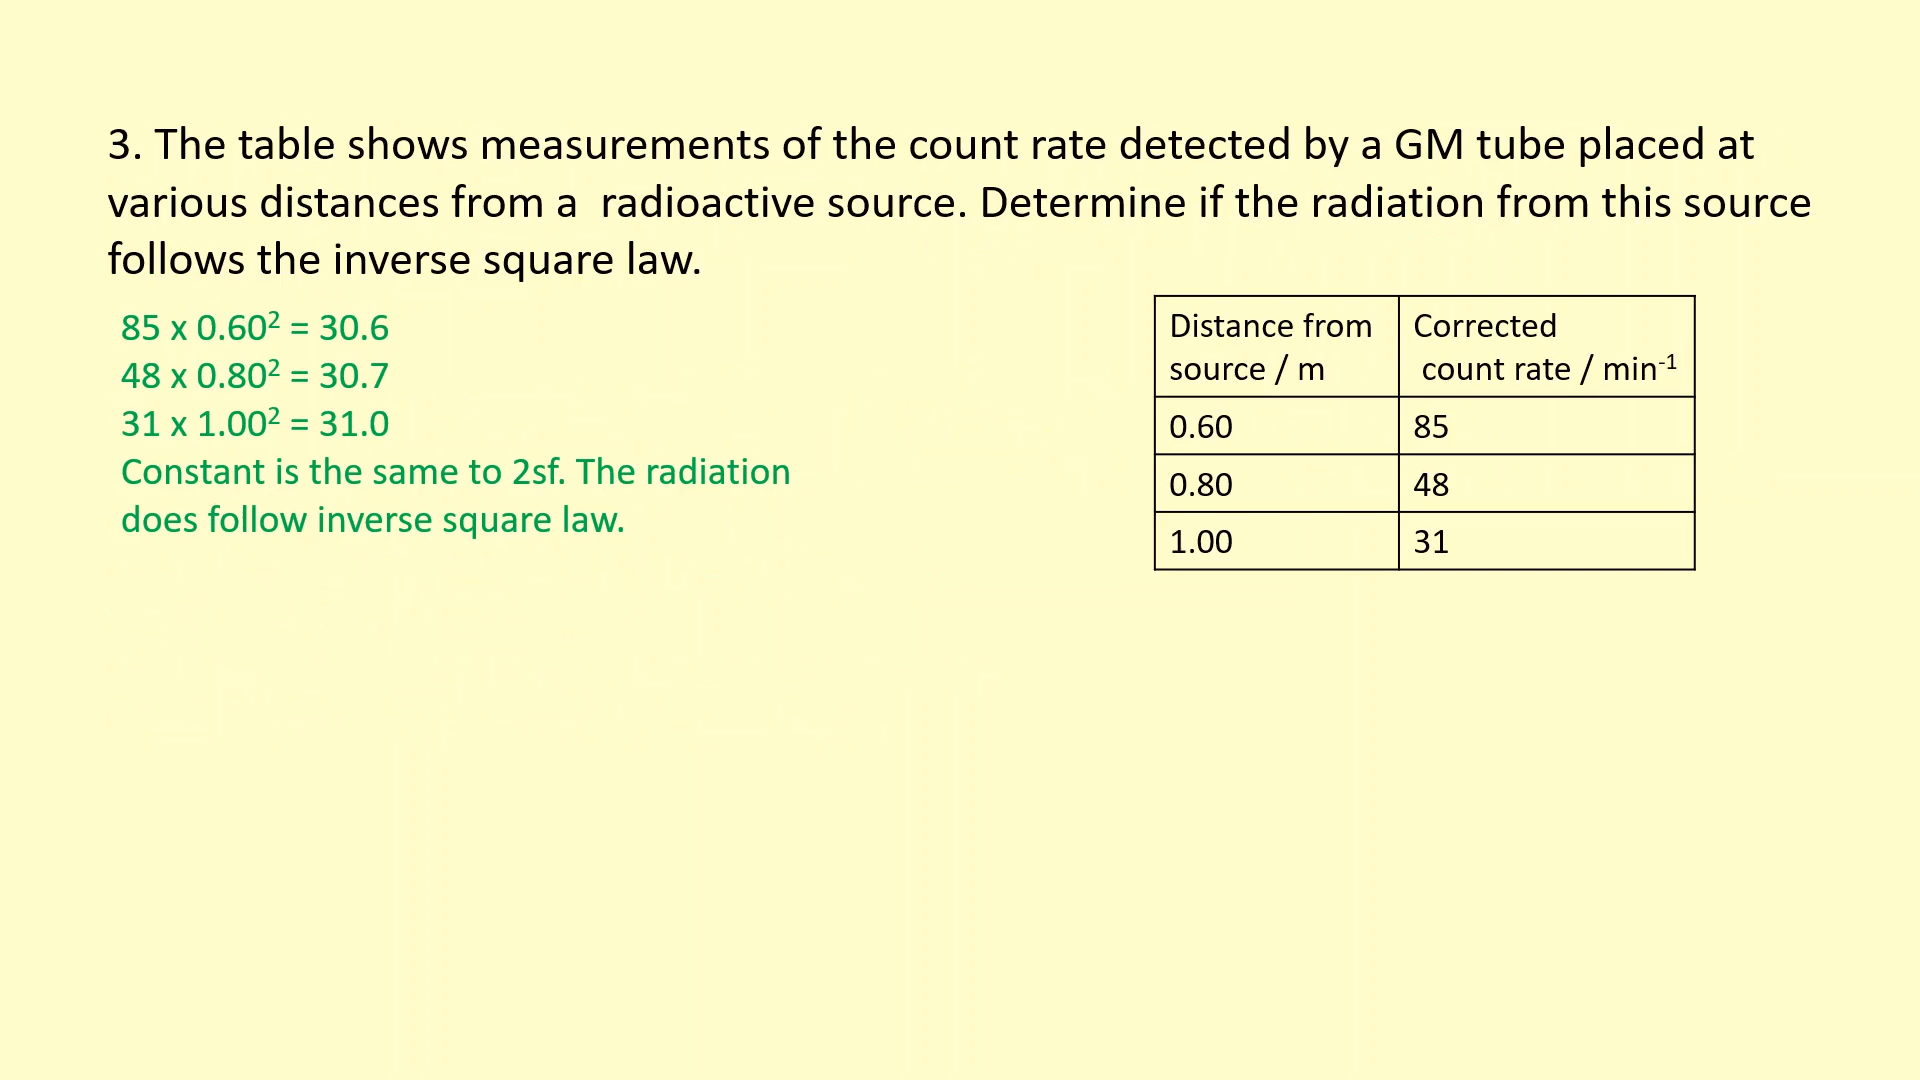 3. The table shows measurements of the count rate detected by a GM tube placed at
various distances from a  radioactive source. Determine if the radiation from this source
follows the inverse square law.
85 x 0.60² = 30.6
48 x 0.80² = 30.7
31 x 1.00² = 31.0
Constant is the same to 2sf. The radiation
does follow inverse square law.
Distance from
source / m
Corrected
count rate / min⁻¹
0.60
85
0.80
48
1.00
31